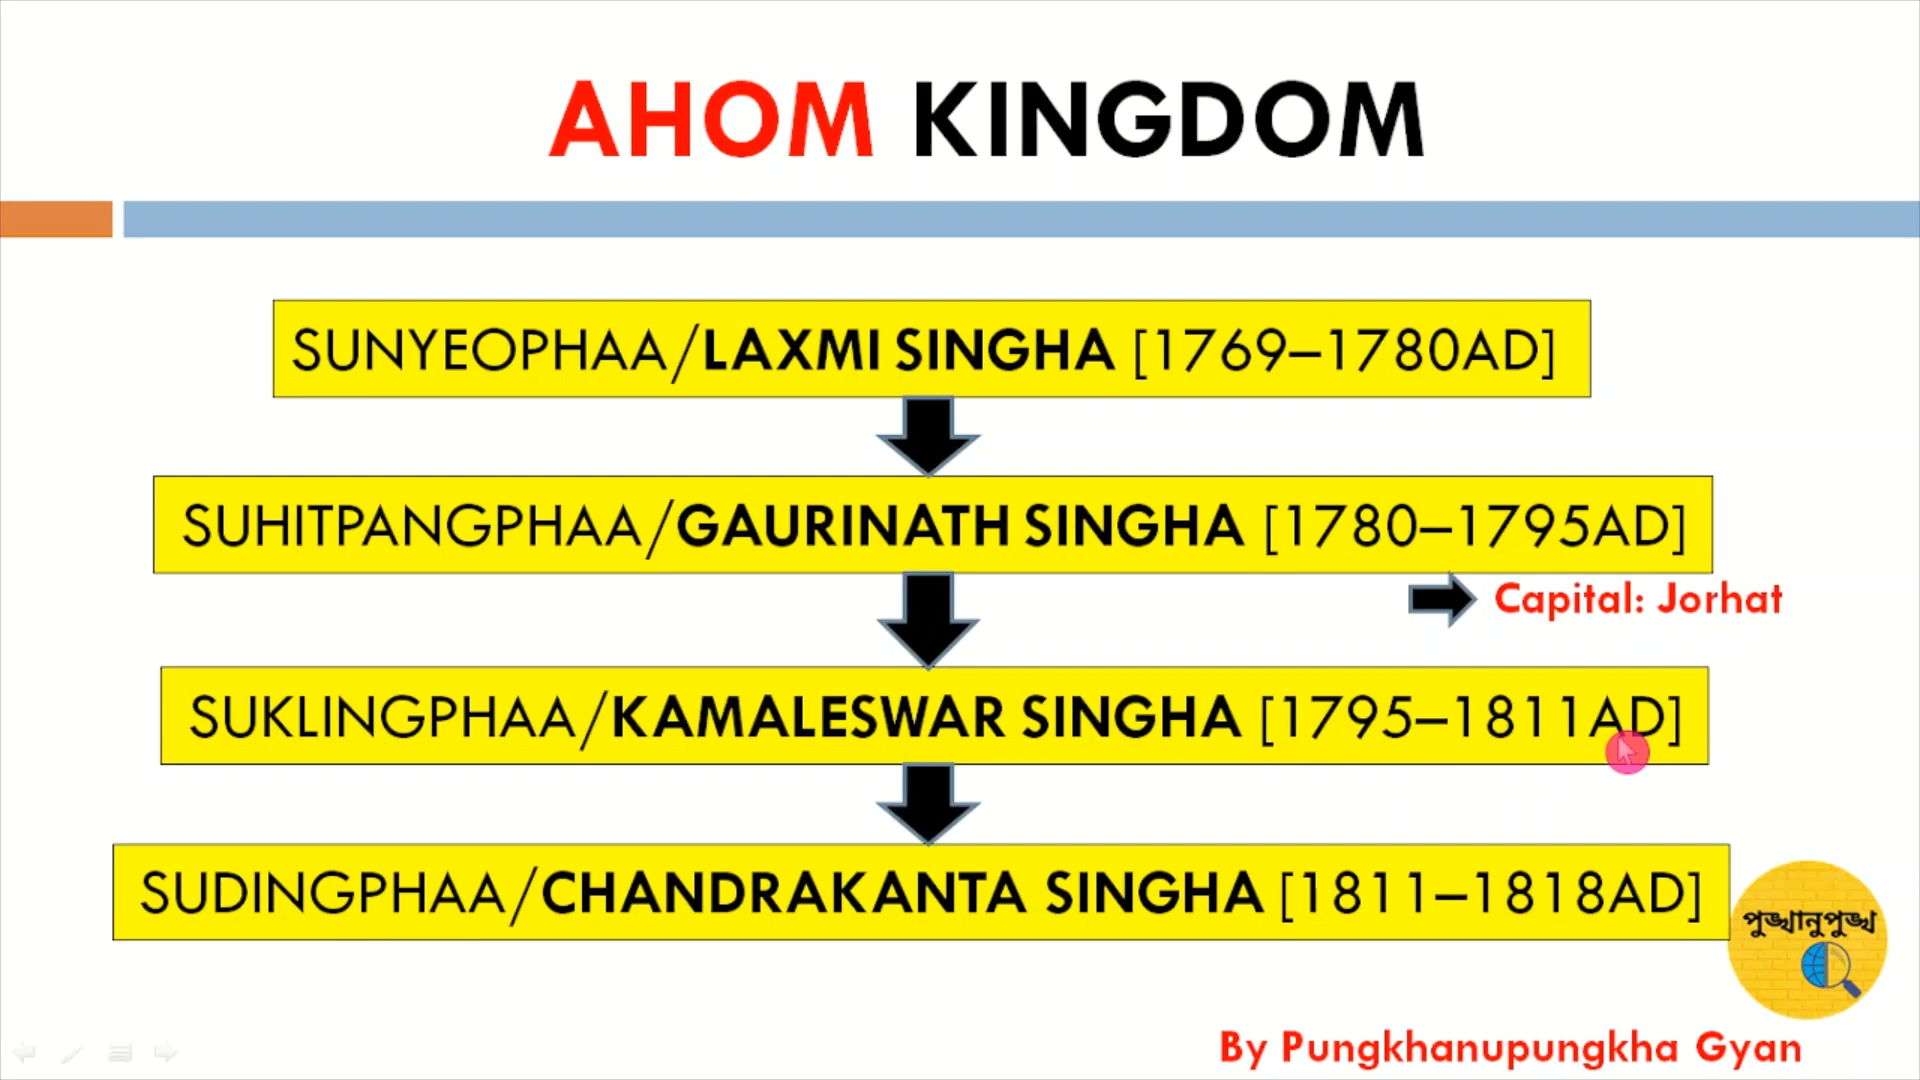 AHOM KINGDOM
SUNYEOPHAA/LAXMI SINGHA [1769–1780AD]
SUHITPANGPHAA/GAURINATH SINGHA [1780–1795AD]
Capital: Jorhat
SUKLINGPHAA/KAMALESWAR SINGHA [1795–1811AD]
SUDINGPHAA/CHANDRAKANTA SINGHA [1811–1818AD]
পুঙ্খানুপুঙ্খ
By Pungkhanupungkha Gyan